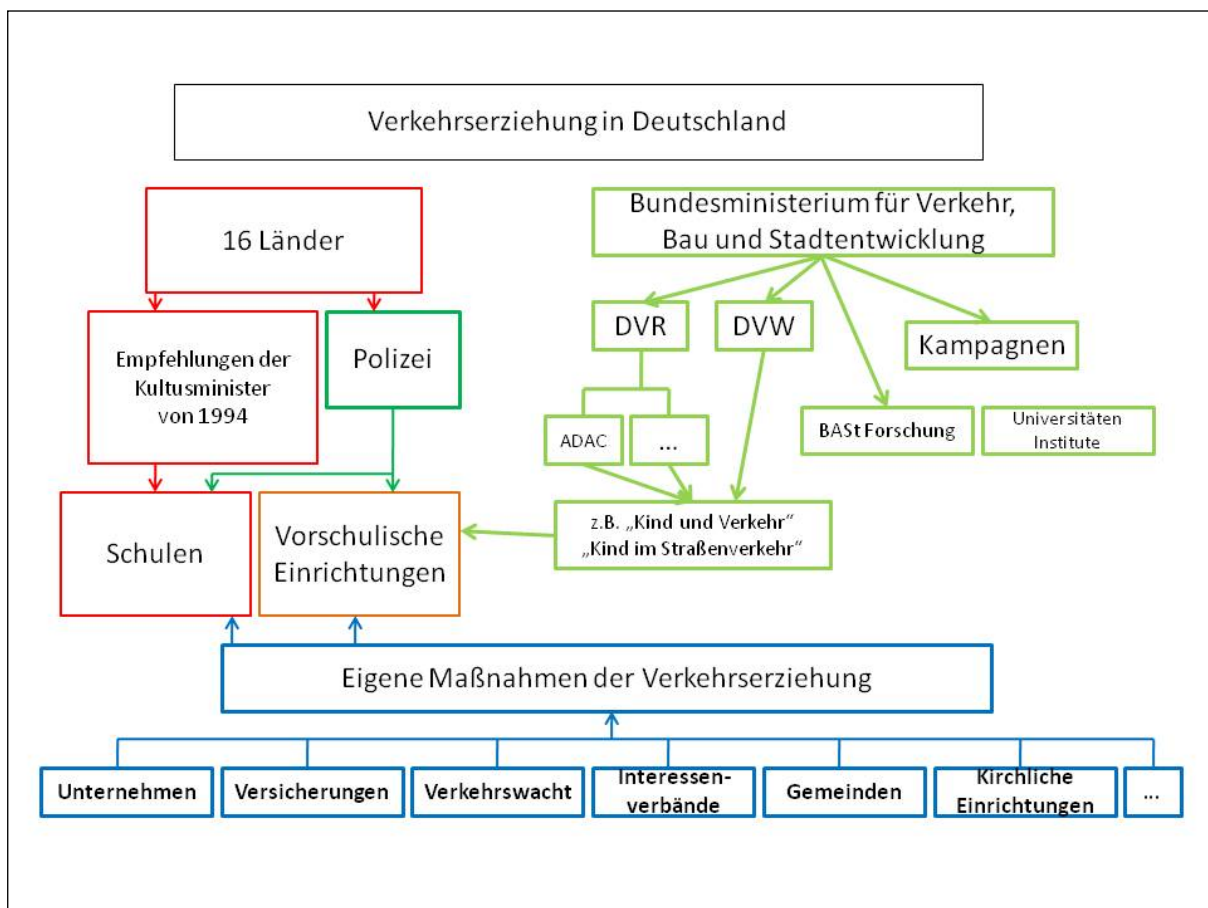 Verkehrserziehung in Deutschland
16 Länder
Bundesministerium für Verkehr,
Bau und Stadtentwicklung
Empfehlungen der
Kultusminister
von 1994
Polizei
DVR
DVW
Kampagnen
ADAC
...
BASt Forschung
Universitäten
Institute
Schulen
Vorschulische
Einrichtungen
z.B. „Kind und Verkehr“
„Kind im Straßenverkehr“
Eigene Maßnahmen der Verkehrserziehung
Unternehmen
Versicherungen
Verkehrswacht
Interessen-
verbände
Gemeinden
Kirchliche
Einrichtungen
...